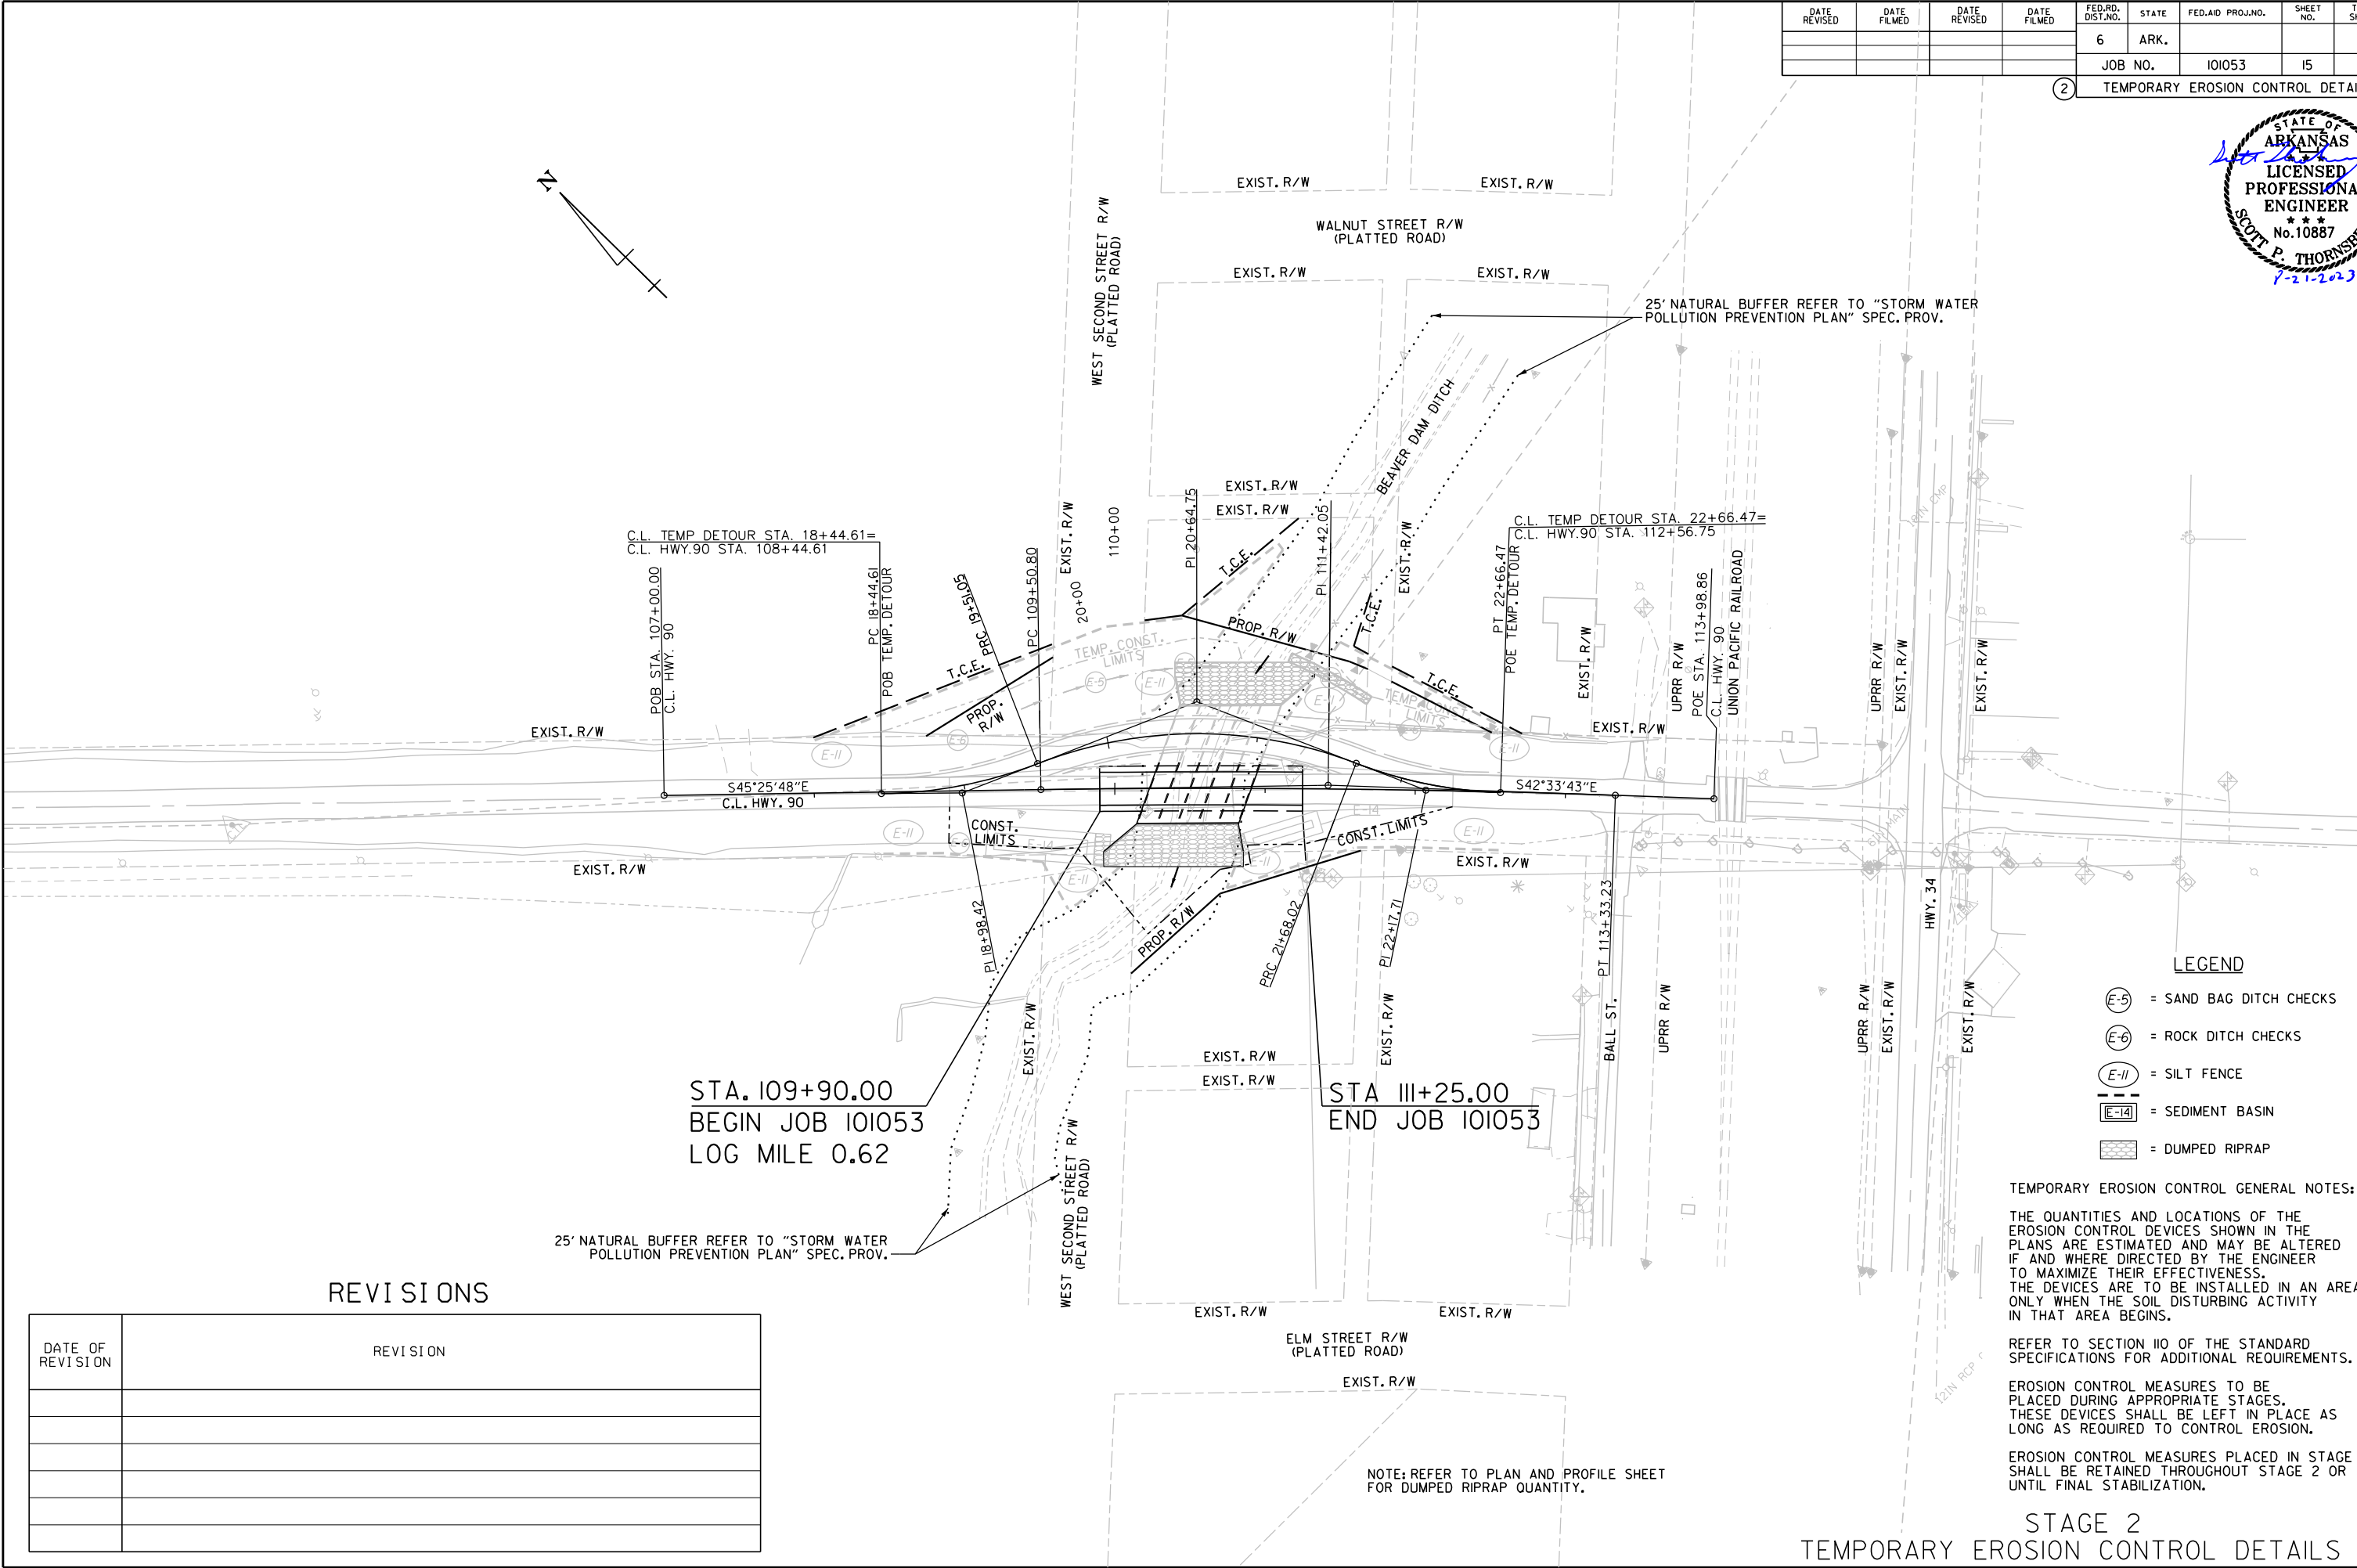 DATE REVISED
DATE FILMED
DATE REVISED
DATE FILMED
FED.RD. DIST.NO.
STATE
FED.AID PROJ.NO.
SHEET NO.
6
ARK.
JOB NO.
101053
15
2
TEMPORARY EROSION CONTROL
STATE OF
ARKANSAS
LICENSED
ENGINEER
No.10887
SCOTT P.
N
EXIST. R/W
EXIST. R/W
WALNUT STREET R/W
(PLATTED ROAD)
WEST SECOND STREET R/W
(PLATTED ROAD)
EXIST. R/W
EXIST. R/W
25' NATURAL BUFFER REFER TO "STORM WATER
POLLUTION PREVENTION PLAN" SPEC. PROV.
BEAVER DAM DITCH
EXIST. R/W
EXIST. R/W
EXIST. R/W
110+00
20+00
PI 20+64.75
PI 111+42.05
EXIST. R/W
C.L. TEMP DETOUR STA. 18+44.61=
C.L. HWY.90 STA. 108+44.61
C.L. TEMP DETOUR STA. 22+66.47=
C.L. HWY.90 STA. 112+56.75
18IN CMP
POB STA. 107+00.00
C.L. HWY. 90
PC 18+44.61
POB TEMP. DETOUR
PRC 19+51.05
PC 109+50.80
T.C.E.
T.C.E.
T.C.E.
T.C.E.
PROP. R/W
PROP.
R/W
TEMP. CONST.
LIMITS
E-5
E-11
E-11
TEMP. CONST.
LIMITS
PT 22+66.47
POE TEMP. DETOUR
EXIST. R/W
UPRR R/W
POE STA. 113+98.86
C.L. HWY. 90
UNION PACIFIC RAILROAD
UPRR R/W
EXIST. R/W
EXIST. R/W
EXIST. R/W
EXIST. R/W
E-11
E-6
E-11
S45°25'48"E
C.L. HWY. 90
S42°33'43"E
E-14
E-11
CONST.
LIMITS
CONST. LIMITS
E-11
E-11
E-11
EXIST. R/W
EXIST. R/W
PROP. R/W
PI 18+98.42
PRC 21+68.02
PI 22+17.71
PT 113+33.23
HWY. 34
EXIST. R/W
EXIST. R/W
BALL ST.
UPRR R/W
UPRR R/W
EXIST. R/W
EXIST. R/W
EXIST. R/W
EXIST. R/W
STA. 109+90.00
BEGIN JOB 101053
LOG MILE 0.62
STA 111+25.00
END JOB 101053
WEST SECOND STREET R/W
(PLATTED ROAD)
25' NATURAL BUFFER REFER TO "STORM WATER
POLLUTION PREVENTION PLAN" SPEC. PROV.
EXIST. R/W
EXIST. R/W
ELM STREET R/W
(PLATTED ROAD)
EXIST. R/W
12IN RCP
LEGEND
E-5 = SAND BAG DITCH CHECKS
E-6 = ROCK DITCH CHECKS
E-11 = SILT FENCE
E-14 = SEDIMENT BASIN
= DUMPED RIPRAP
TEMPORARY EROSION CONTROL GENERAL NOTES:
THE QUANTITIES AND LOCATIONS OF THE
EROSION CONTROL DEVICES SHOWN IN THE
PLANS ARE ESTIMATED AND MAY BE ALTERED
IF AND WHERE DIRECTED BY THE ENGINEER
TO MAXIMIZE THEIR EFFECTIVENESS.
THE DEVICES ARE TO BE INSTALLED IN AN AREA
ONLY WHEN THE SOIL DISTURBING ACTIVITY
IN THAT AREA BEGINS.
REFER TO SECTION 110 OF THE STANDARD
SPECIFICATIONS FOR ADDITIONAL REQUIREMENTS.
EROSION CONTROL MEASURES TO BE
PLACED DURING APPROPRIATE STAGES.
THESE DEVICES SHALL BE LEFT IN PLACE AS
LONG AS REQUIRED TO CONTROL EROSION.
EROSION CONTROL MEASURES PLACED IN STAGE
SHALL BE RETAINED THROUGHOUT STAGE 2 OR
UNTIL FINAL STABILIZATION.
REVISIONS
DATE OF REVISION
REVISION
NOTE: REFER TO PLAN AND PROFILE SHEET
FOR DUMPED RIPRAP QUANTITY.
STAGE 2
TEMPORARY EROSION CONTROL DETAILS